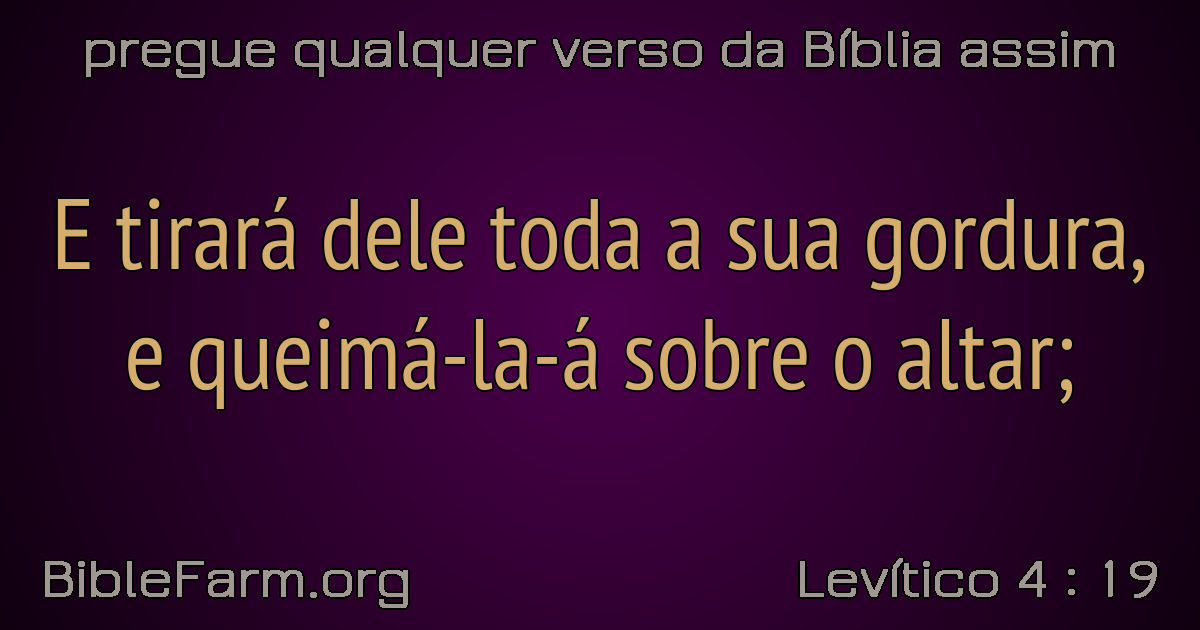 pregue qualquer verso da Bíblia assim
E tirará dele toda a sua gordura,
e queimá-la-á sobre o altar;
BibleFarm.org
Levítico 4 : 19